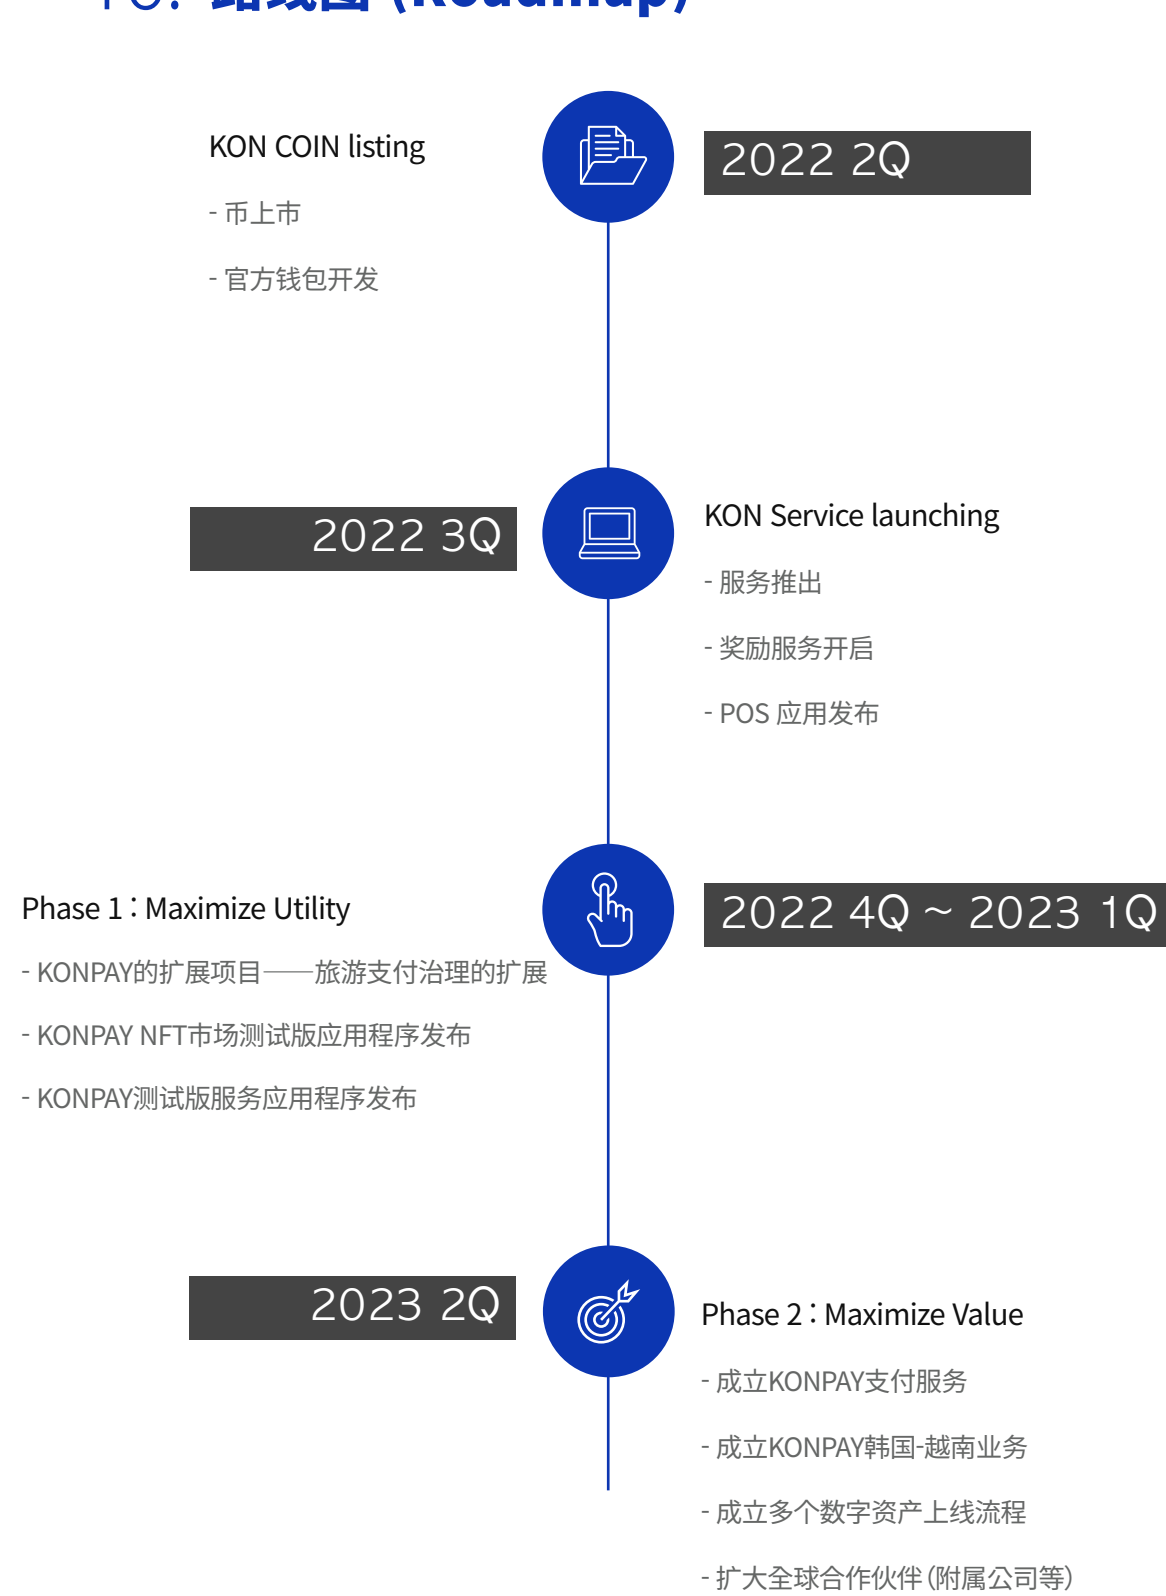 路线图 (Roadmap)
KON COIN listing
- 币上市
- 官方钱包开发
2022 2Q
2022 3Q
KON Service launching
- 服务推出
- 奖励服务开启
- POS 应用发布
Phase 1 : Maximize Utility
- KONPAY的扩展项目——旅游支付治理的扩展
- KONPAY NFT市场测试版应用程序发布
- KONPAY测试版服务应用程序发布
2022 4Q ~ 2023 1Q
2023 2Q
Phase 2 : Maximize Value
- 成立KONPAY支付服务
- 成立KONPAY韩国-越南业务
- 成立多个数字资产上线流程
- 扩大全球合作伙伴 (附属公司等)